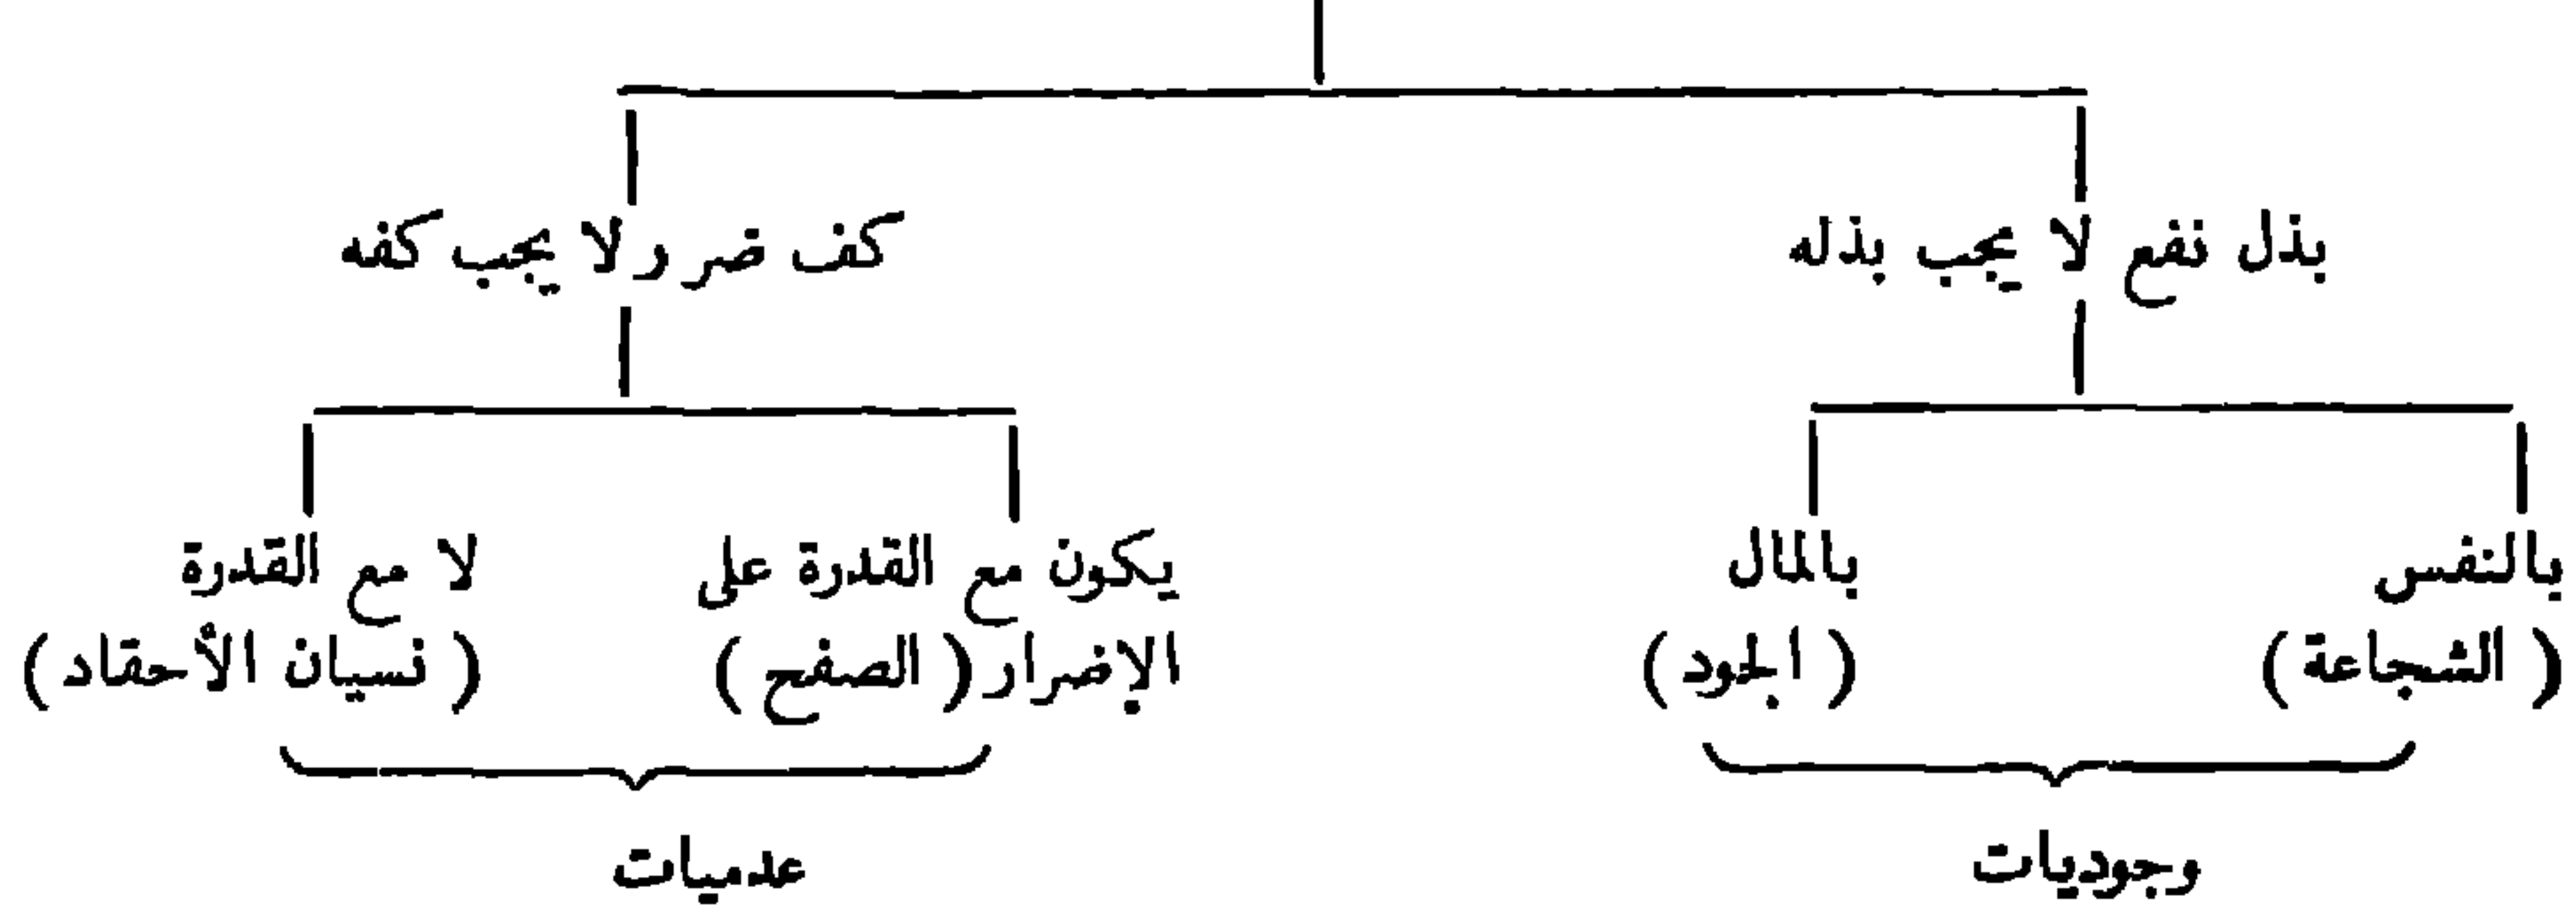 بذل نفع لا يجب بذله
كف ضرر لا يجب كفه
بالنفس
(الشجاعة)
بالمال
(الجود)
يكون مع القدرة على
الإضرار (الصفح)
لا مع القدرة
(نسيان الأحقاد)
وجوديات
عدميات